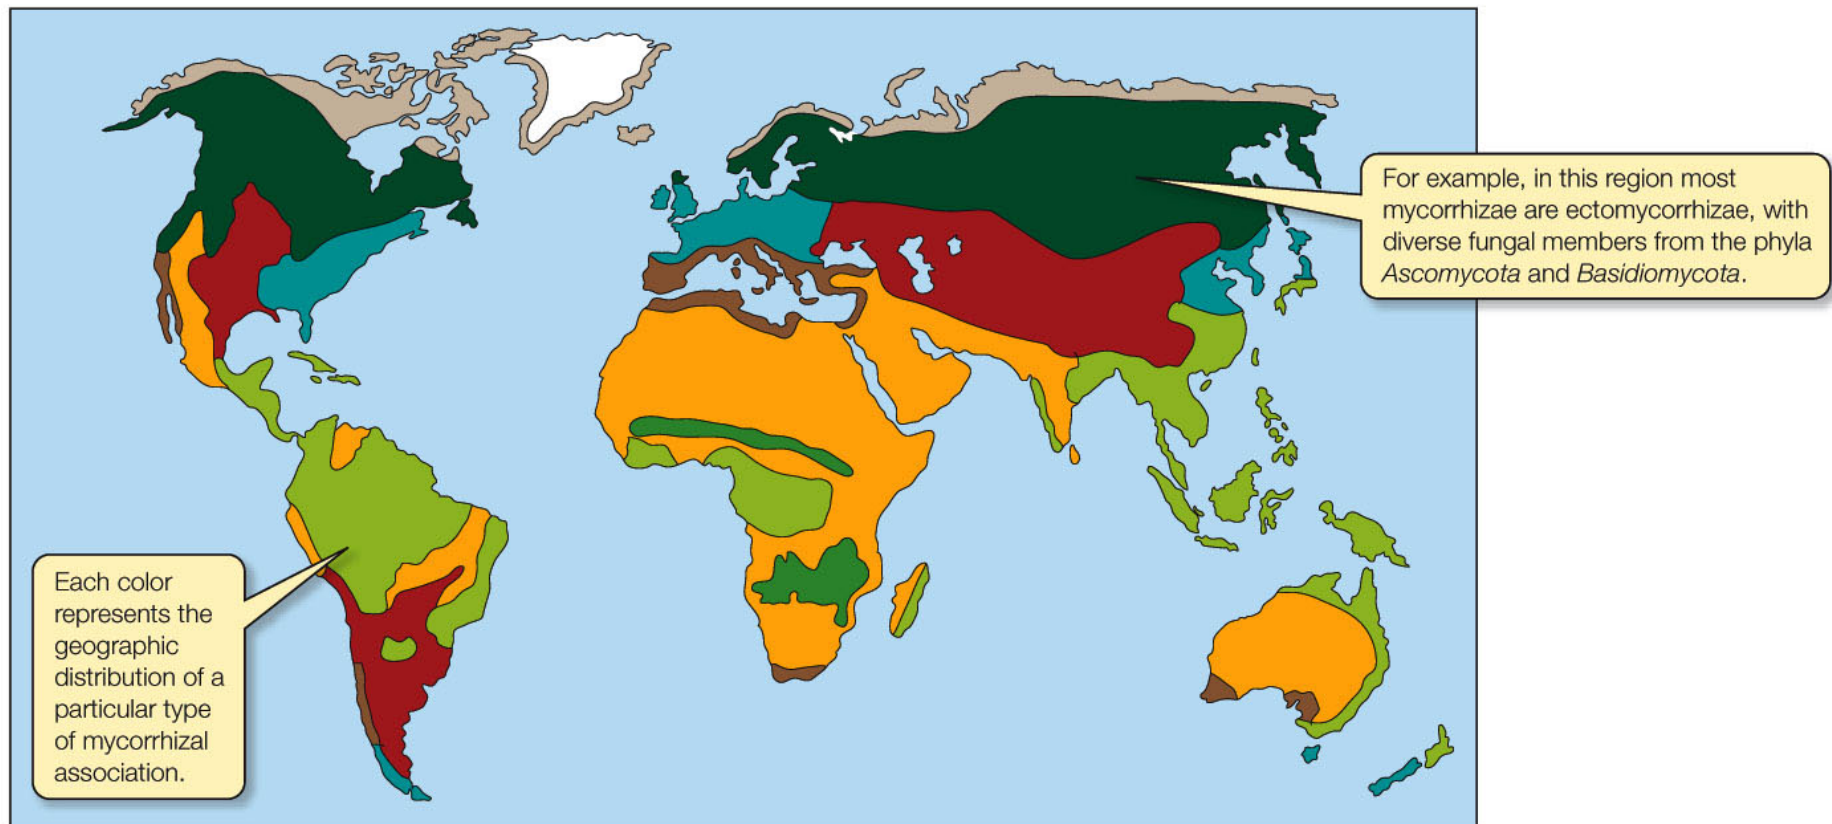 For example, in this region most
mycorrhizae are ectomycorrhizae, with
diverse fungal members from the phyla
Ascomycota and Basidiomycota.
Each color
represents the
geographic
distribution of a
particular type
of mycorrhizal
association.